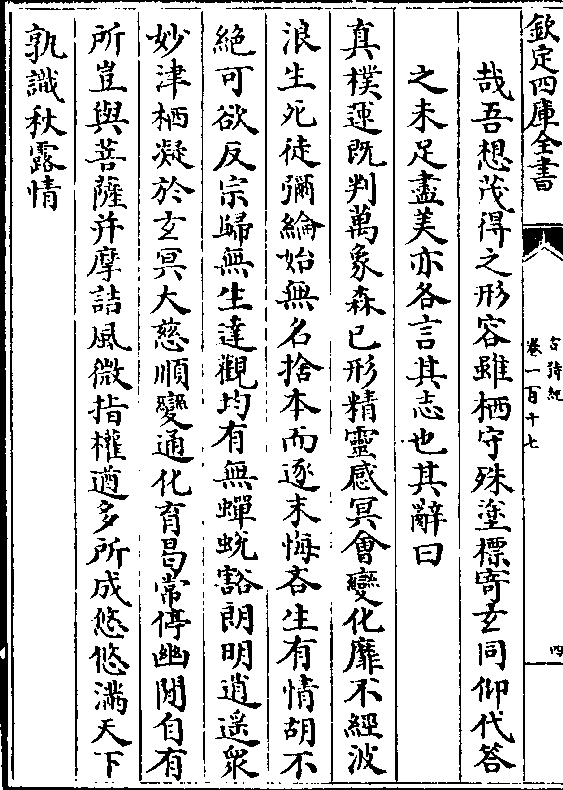 欽定四庫全書
古詩紀
卷一百十七
四
哉吾想茂得之形容雖栖守殊塗標寄玄同仰代答
之未足盡美亦各言其志也其辭曰
真樸運既判萬象森已形精靈感冥會變化靡不經波
浪生死徒彌綸始無名捨本而逐末悔吝生有情胡不
絶可欲反宗歸無生達觀均有無蟬蛻豁朗明逍遥衆
妙津栖凝於玄冥大慈順變通化育曷常停幽閒自有
所豈與菩薩并摩詰風微指權道多所成悠悠滿天下
孰識秋露情